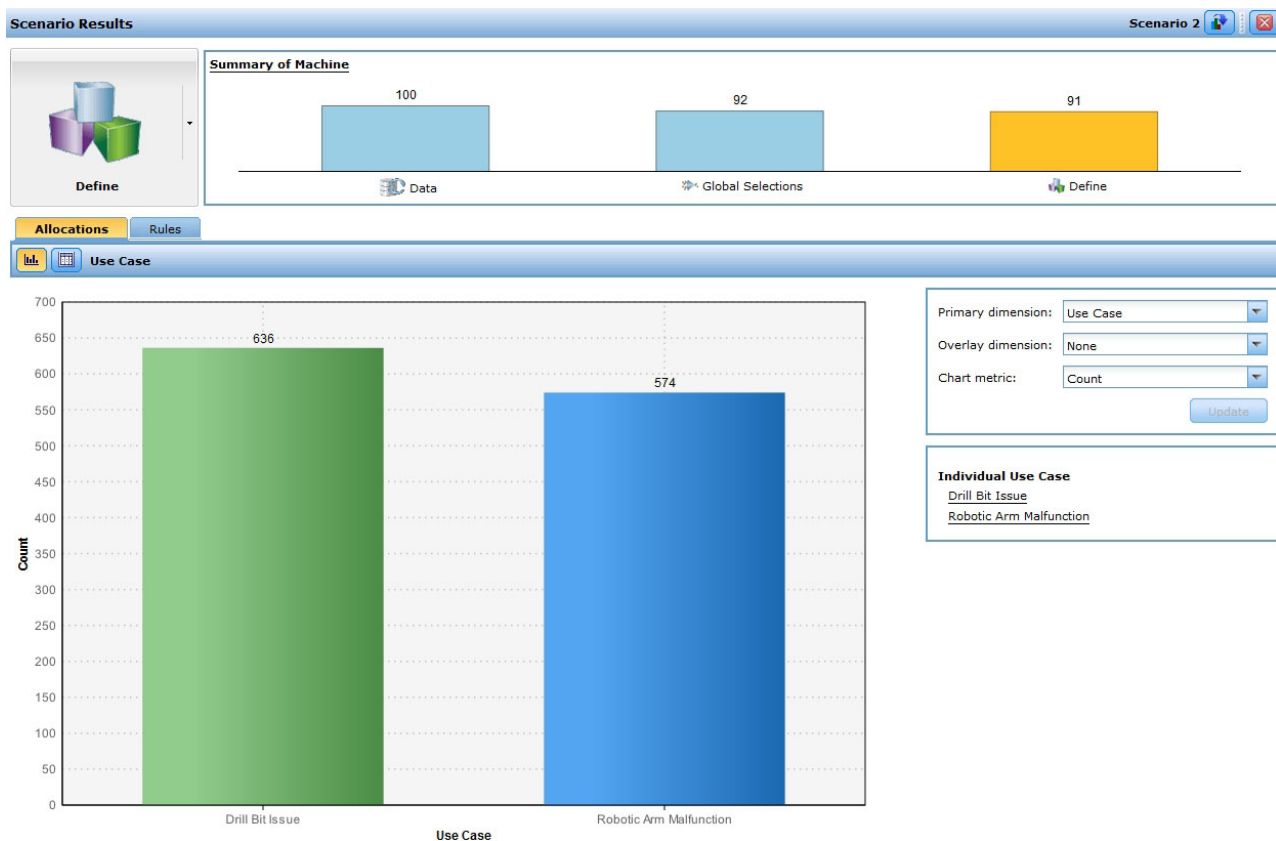 Scenario Results
Scenario 2
Summary of Machine
100
92
91
Define
Data
Global Selections
Define
Allocations
Rules
Use Case
700
650
600
550
500
450
400
350
300
250
200
150
100
50
0
Count
636
574
Drill Bit Issue
Robotic Arm Malfunction
Use Case
Primary dimension: Use Case
Overlay dimension: None
Chart metric: Count
Update
Individual Use Case
Drill Bit Issue
Robotic Arm Malfunction